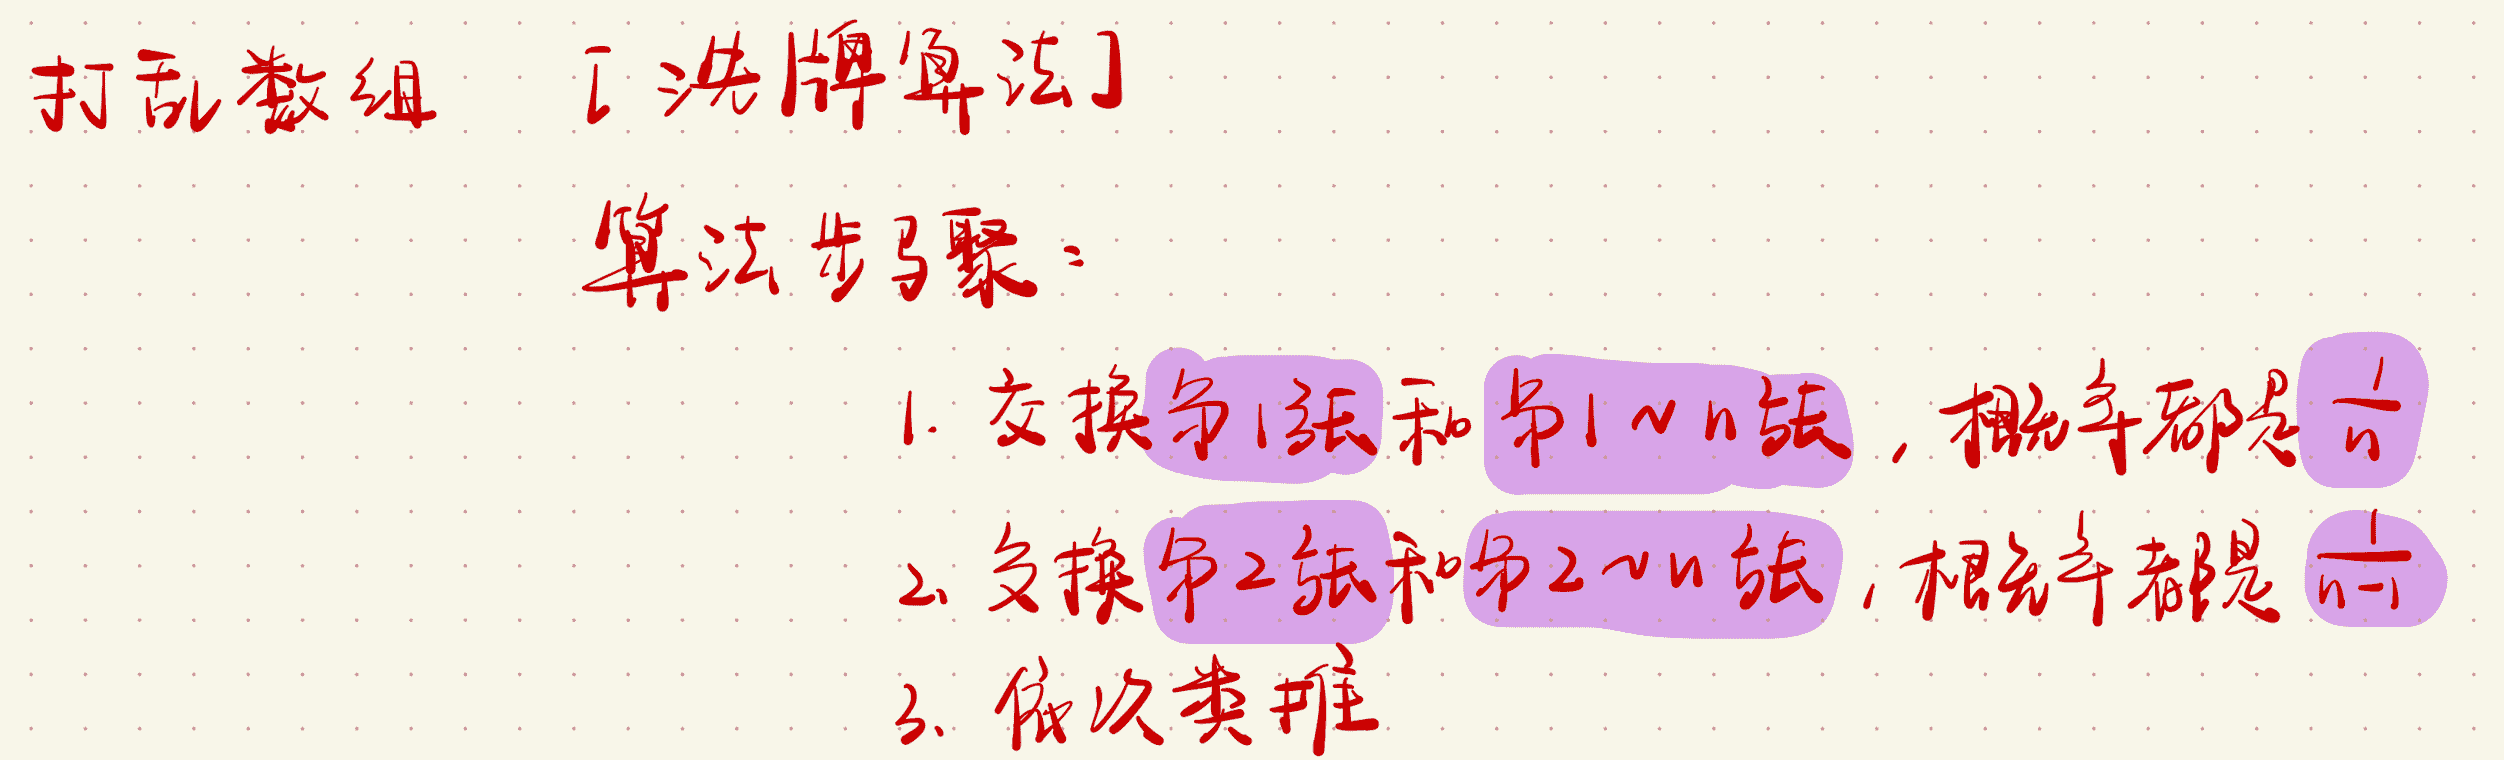 打乱数组 [洗牌算法]
算法步骤：
1. 交换第1张和第1~n张，概率都是 1/n
2、交换第2张和第2~n张，概率都是 1/(n-1)
3、依次类推